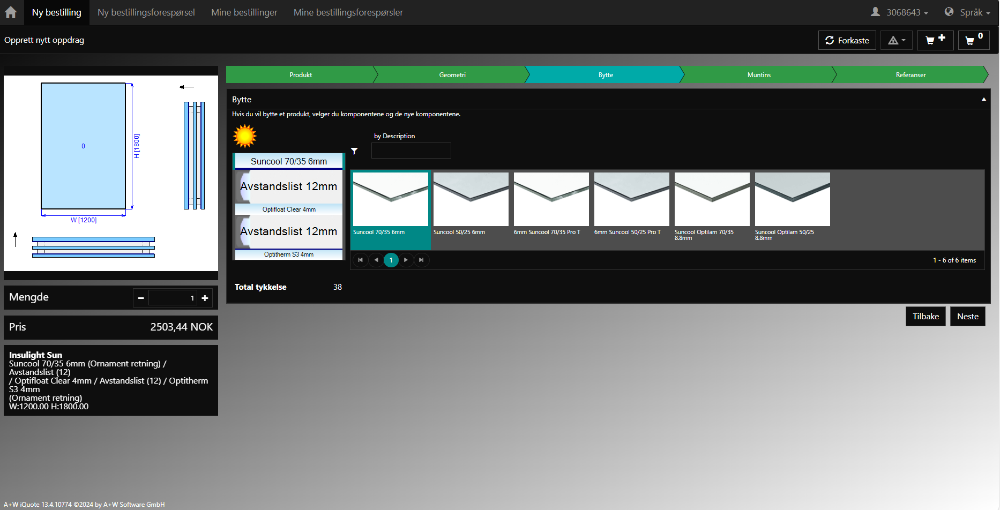 Ny bestilling
Ny bestillingsforespørsel
Mine bestillinger
Mine bestillingsforespørsler
3068643
Språk
Opprett nytt oppdrag
Forkaste
0
0
H [1800]
W [1200]
Mengde
1
Pris
2503,44 NOK
Insulight Sun
Suncool 70/35 6mm (Ornament retning) /
Avstandslist (12)
/ Optifloat Clear 4mm / Avstandslist (12) / Optitherm
S3 4mm
(Ornament retning)
W:1200.00 H:1800.00
Produkt
Geometri
Bytte
Muntins
Referanser
Bytte
Hvis du vil bytte et produkt, velger du komponentene og de nye komponentene.
by Description
Suncool 70/35 6mm
Avstandslist 12mm
Optifloat Clear 4mm
Avstandslist 12mm
Optitherm S3 4mm
Suncool 70/35 6mm
Suncool 50/25 6mm
6mm Suncool 70/35 Pro T
6mm Suncool 50/25 Pro T
Suncool Optilam 70/35
8.8mm
Suncool Optilam 50/25
8.8mm
1
1 - 6 of 6 items
Total tykkelse
38
Tilbake
Neste
A+W iQuote 13.4.10774 ©2024 by A+W Software GmbH